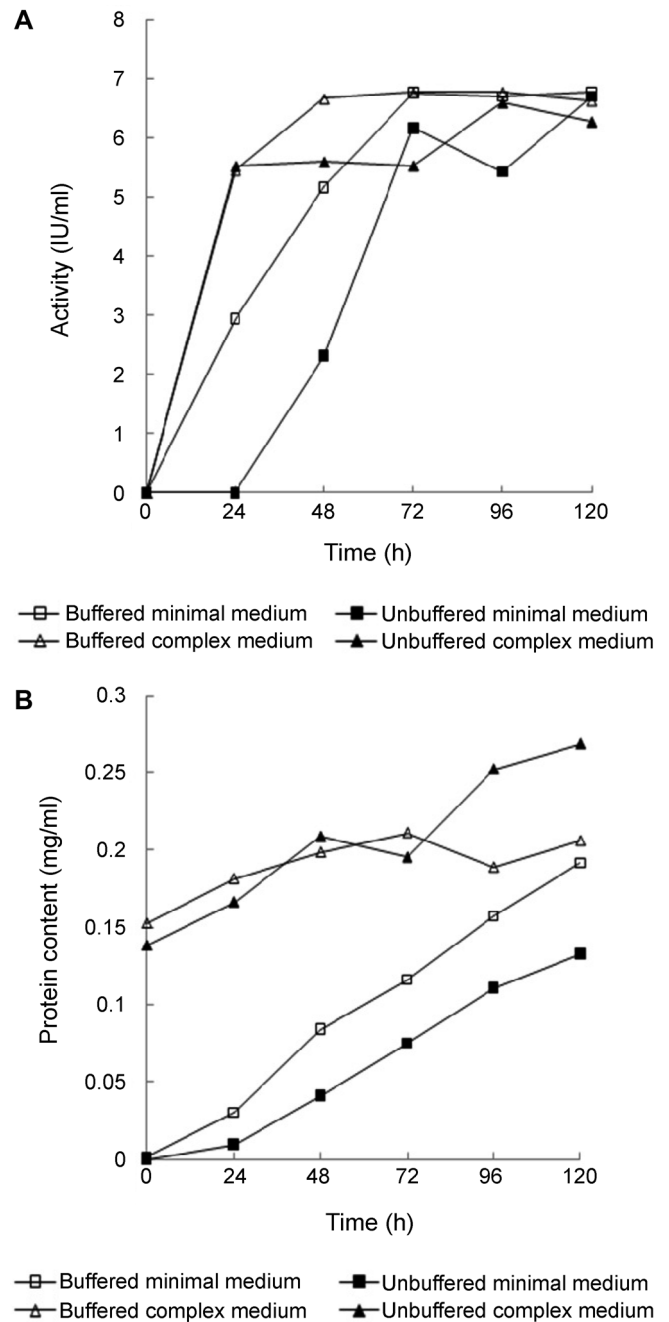 A
8
7
6
5
4
3
2
1
0
Activity (IU/ml)
0 24 48 72 96 120
Time (h)
Buffered minimal medium Unbuffered minimal medium
Buffered complex medium Unbuffered complex medium
B
0.3
0.25
0.2
0.15
0.1
0.05
0
Protein content (mg/ml)
0 24 48 72 96 120
Time (h)
Buffered minimal medium Unbuffered minimal medium
Buffered complex medium Unbuffered complex medium